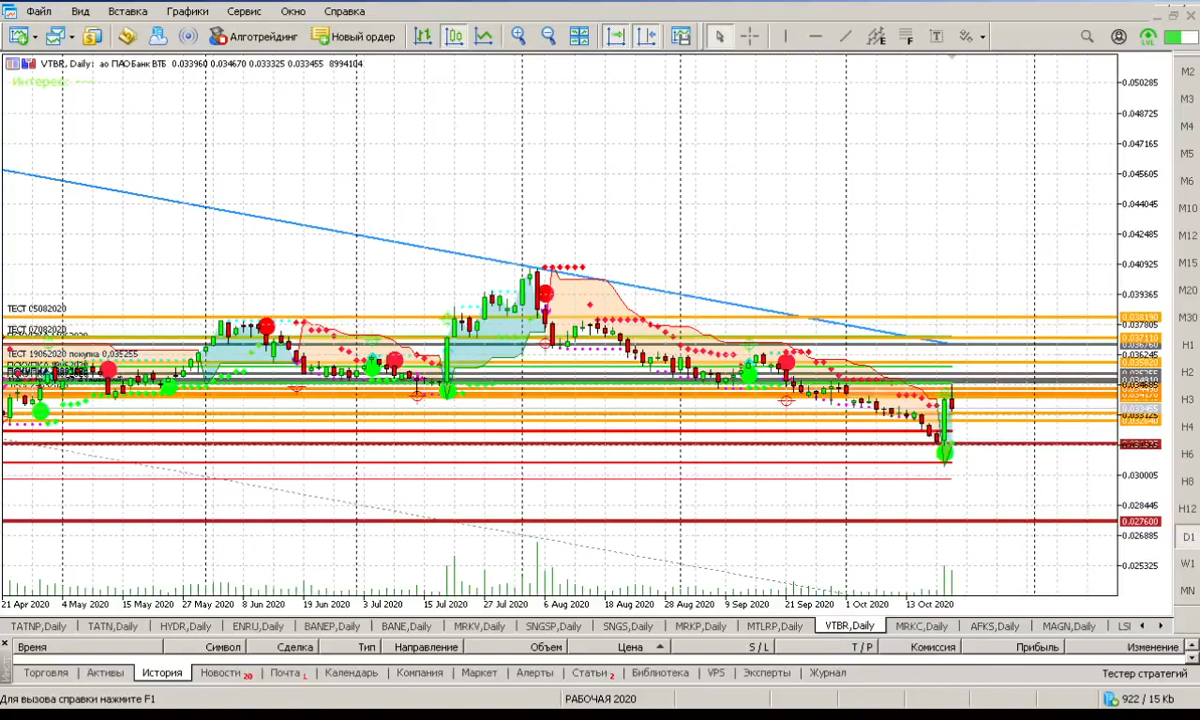 Файл Вид Вставка Графики Сервис Окно Справка
Алготрейдинг Новый ордер
VTBR, Daily: ао ПАО Банк ВТБ 0.033960 0.034670 0.033325 0.033455 8994104
Интерес: ----
0.050285
0.048725
0.047165
0.045605
0.044045
0.042485
0.040925
0.039365
ТЕСТ 05082020
0.038190
0.037805
ТЕСТ 07082020
0.037110
0.036760
ТЕСТ 19062020 покупка 0,035255
0.036245
0.033455
0.030005
0.028445
0.027600
0.026885
0.025325
M2
M3
M4
M5
M6
M10
M12
M15
M20
M30
H1
H2
H3
H4
H6
H8
H12
D1
W1
MN
21 Apr 2020 4 May 2020 15 May 2020 27 May 2020 8 Jun 2020 19 Jun 2020 3 Jul 2020 15 Jul 2020 27 Jul 2020 6 Aug 2020 18 Aug 2020 28 Aug 2020 9 Sep 2020 21 Sep 2020 1 Oct 2020 13 Oct 2020
TATNP,Daily TATN,Daily HYDR,Daily ENRU,Daily BANEP,Daily BANE,Daily MRKV,Daily SNGSP,Daily SNGS,Daily MRKP,Daily MTLRP,Daily VTBR,Daily MRKC,Daily AFKS,Daily MAGN,Daily LSI
Время Символ Сделка Тип Направление Объем Цена S / L T / P Комиссия Прибыль Изменение
Торговля Активы История Новости 20 Почта 1 Календарь Компания Маркет Алерты Статьи 2 Библиотека VPS Эксперты Журнал Тестер стратегий
Для вызова справки нажмите F1 РАБОЧАЯ 2020 922 / 15 Kb